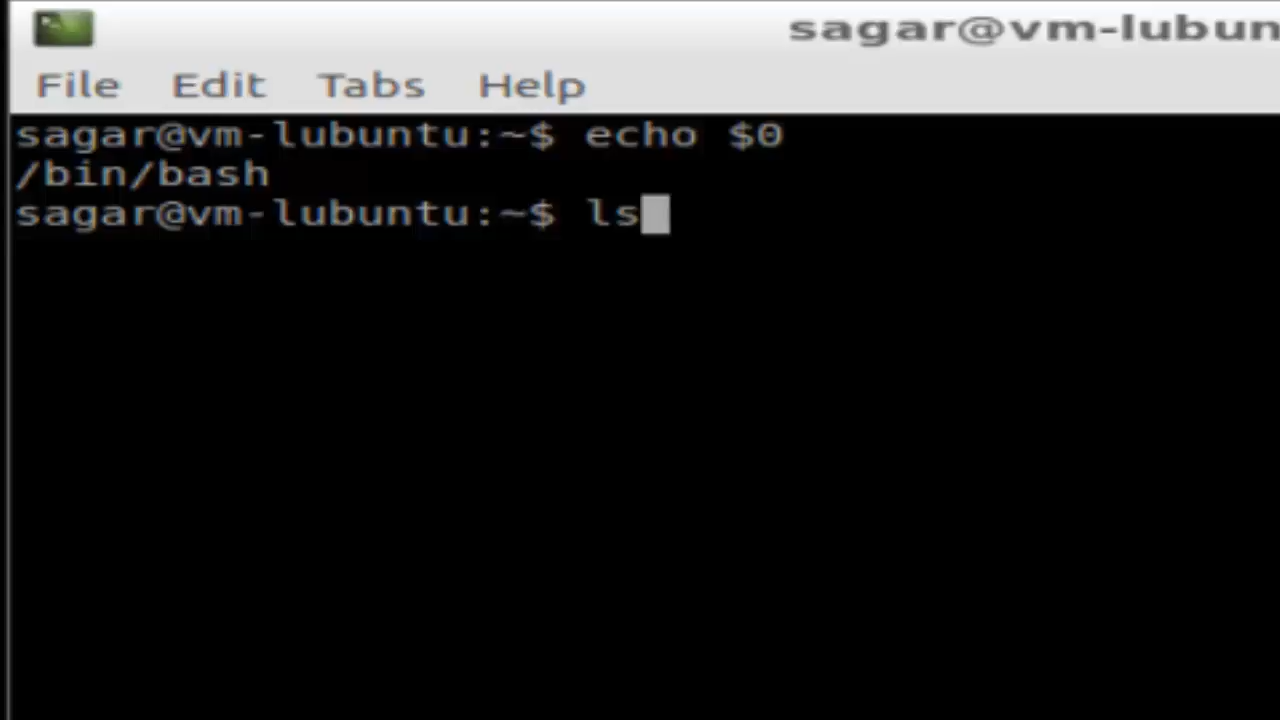 sagar@vm-lubun
File Edit Tabs Help
sagar@vm-lubuntu:~$ echo $0
/bin/bash
sagar@vm-lubuntu:~$ ls